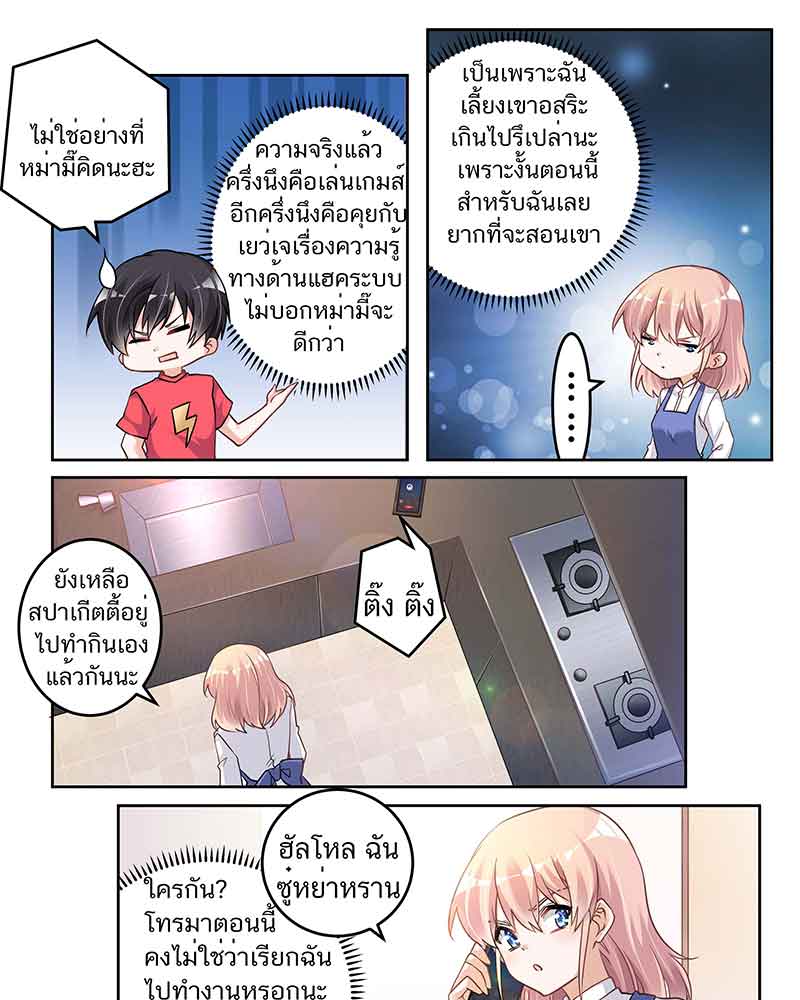 ไม่ใช่อย่างที่
หม่ามี๊คิดนะฮะ
ความจริงแล้ว
ครึ่งนึงคือเล่นเกมส์
อีกครึ่งนึงคือคุยกับ
เยว่เจเรื่องความรู้
ทางด้านแฮคระบบ
ไม่บอกหม่ามี๊จะ
ดีกว่า
เป็นเพราะฉัน
เลี้ยงเขาอสริะ
เกินไปรึเปล่านะ
เพราะงั้นตอนนี้
สำหรับฉันเลย
ยากที่จะสอนเขา
ยังเหลือ
สปาเกีตตี้อยู่
ไปทำกินเอง
แล้วกันนะ
ติ๊ง ติ๊ง
ฮัลโหล ฉัน
ซู๋หย่าหราน
ใครกัน?
โทรมาตอนนี้
คงไม่ใช่ว่าเรียกฉัน
ไปทำงานหรอกนะ